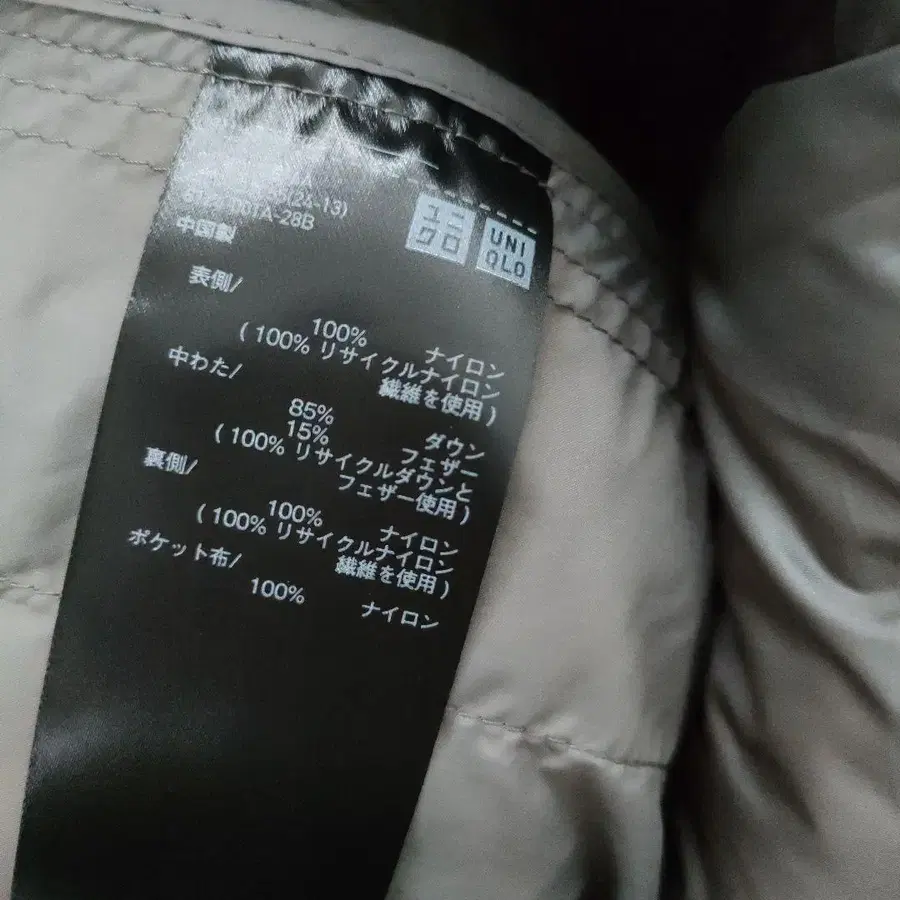 (24-13)
01A-28B
中国製
ユニ
クロ
UNI
QLO
表側/
100% ナイロン
(100% リサイクルナイロン
繊維を使用)
中わた/
85% ダウン
15% フェザー
(100% リサイクルダウンと
フェザー使用)
裏側/
100% ナイロン
(100% リサイクルナイロン
繊維を使用)
ポケット布/
100% ナイロン